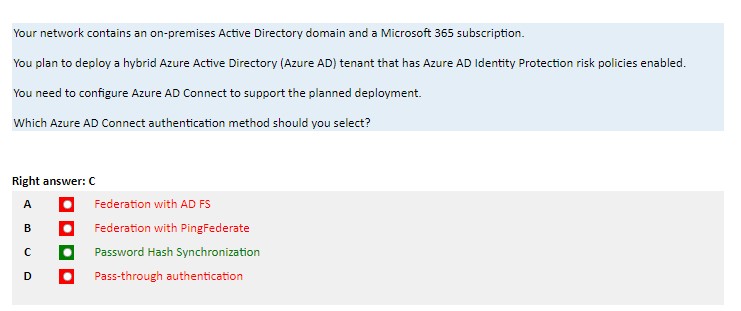 Your network contains an on-premises Active Directory domain and a Microsoft 365 subscription.
You plan to deploy a hybrid Azure Active Directory (Azure AD) tenant that has Azure AD Identity Protection risk policies enabled.
You need to configure Azure AD Connect to support the planned deployment.
Which Azure AD Connect authentication method should you select?
Right answer: C
A Federation with AD FS
B Federation with PingFederate
C Password Hash Synchronization
D Pass-through authentication